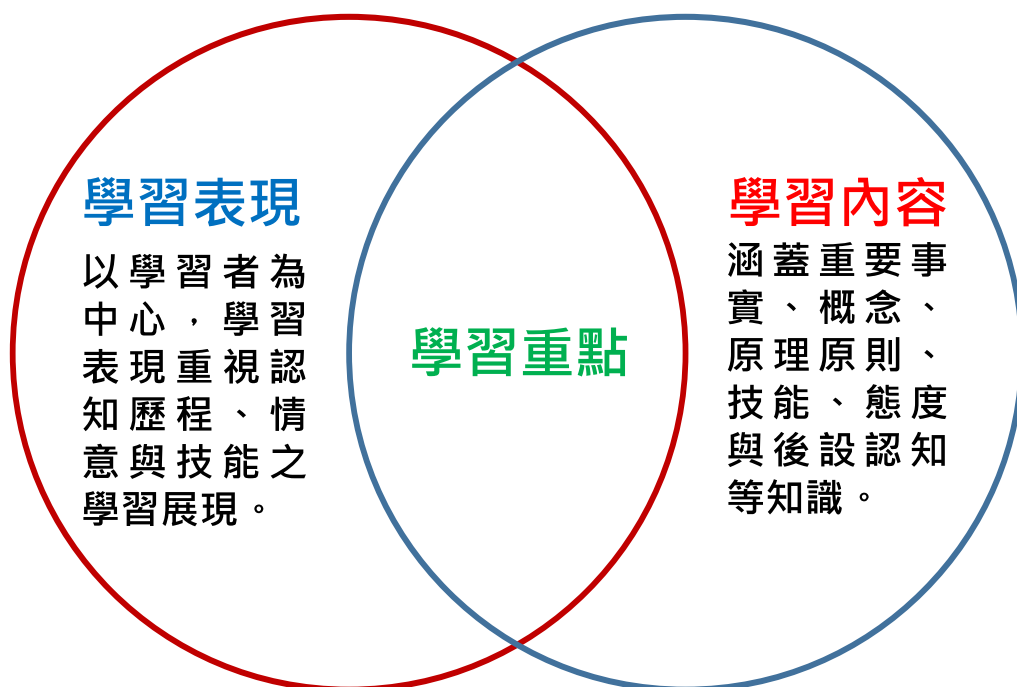 學習表現
以學習者為
中心，學習
表現重視認
知歷程、情
意與技能之
學習展現。
學習重點
學習內容
涵蓋重要事
實、概念、
原理原則、
技能、態度
與後設認知
等知識。